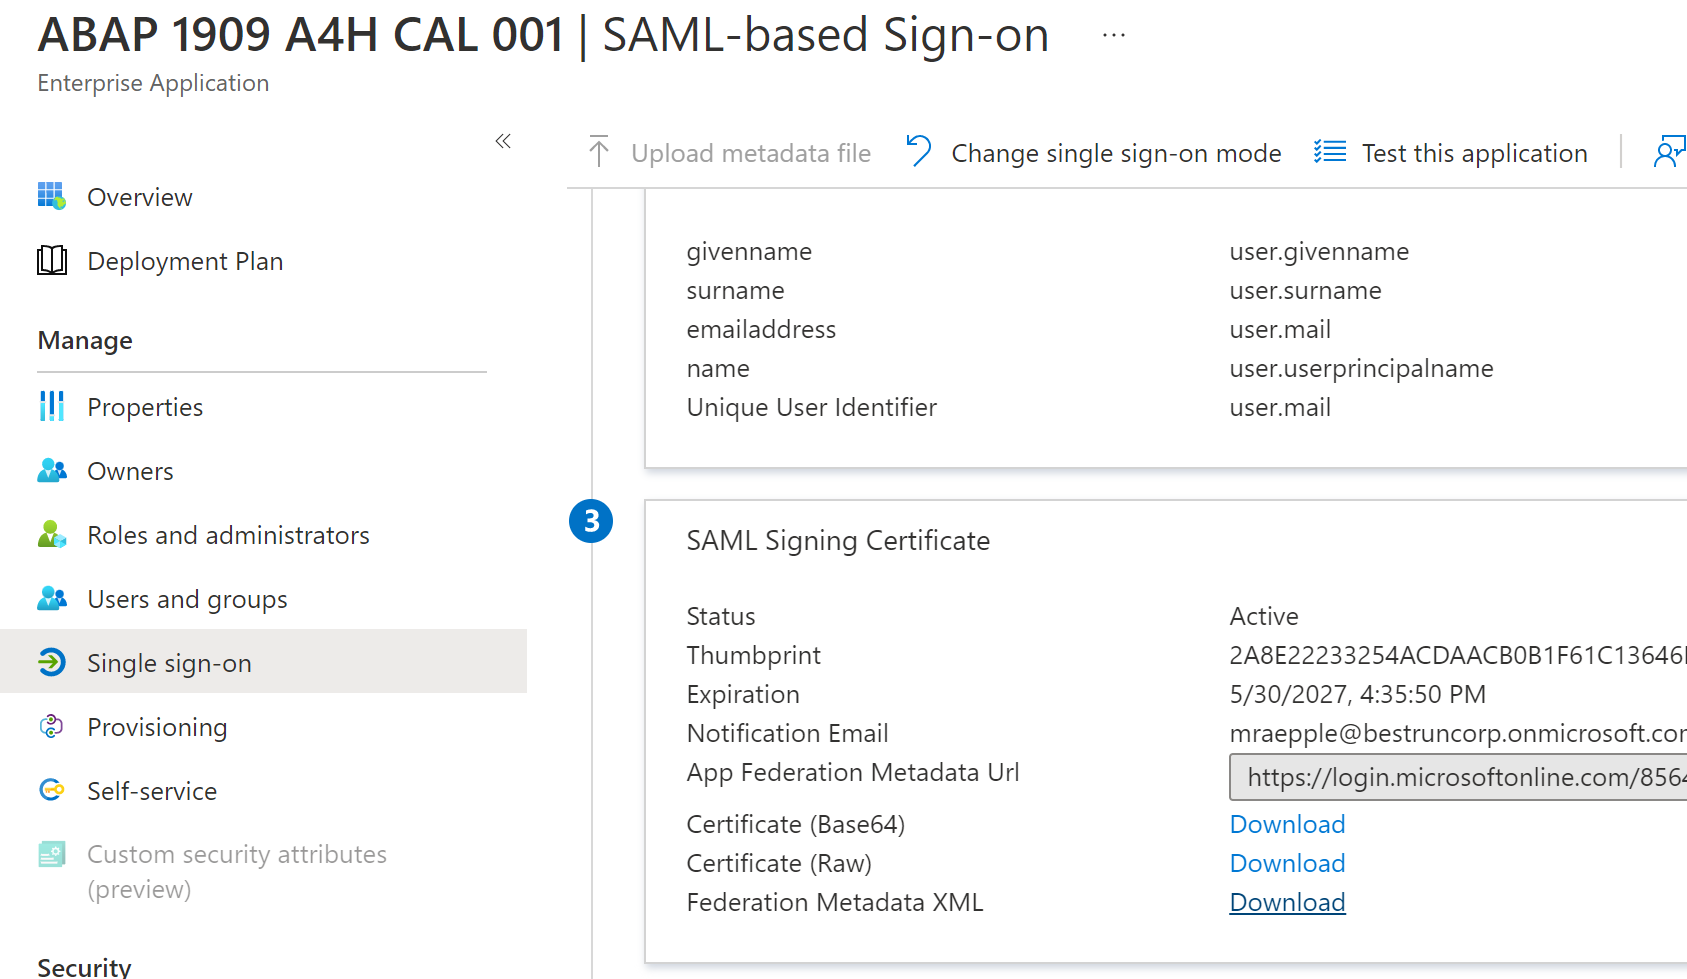 ABAP 1909 A4H CAL 001 | SAML-based Sign-on ...
Enterprise Application
«
Overview
Deployment Plan
Manage
Properties
Owners
Roles and administrators
Users and groups
Single sign-on
Provisioning
Self-service
Custom security attributes
(preview)
Security
Upload metadata file Change single sign-on mode Test this application
givenname user.givenname
surname user.surname
emailaddress user.mail
name user.userprincipalname
Unique User Identifier user.mail
3
SAML Signing Certificate
Status Active
Thumbprint 2A8E22233254ACDAACB0B1F61C13646
Expiration 5/30/2027, 4:35:50 PM
Notification Email mraepple@bestruncorp.onmicrosoft.com
App Federation Metadata Url https://login.microsoftonline.com/8564
Certificate (Base64) Download
Certificate (Raw) Download
Federation Metadata XML Download